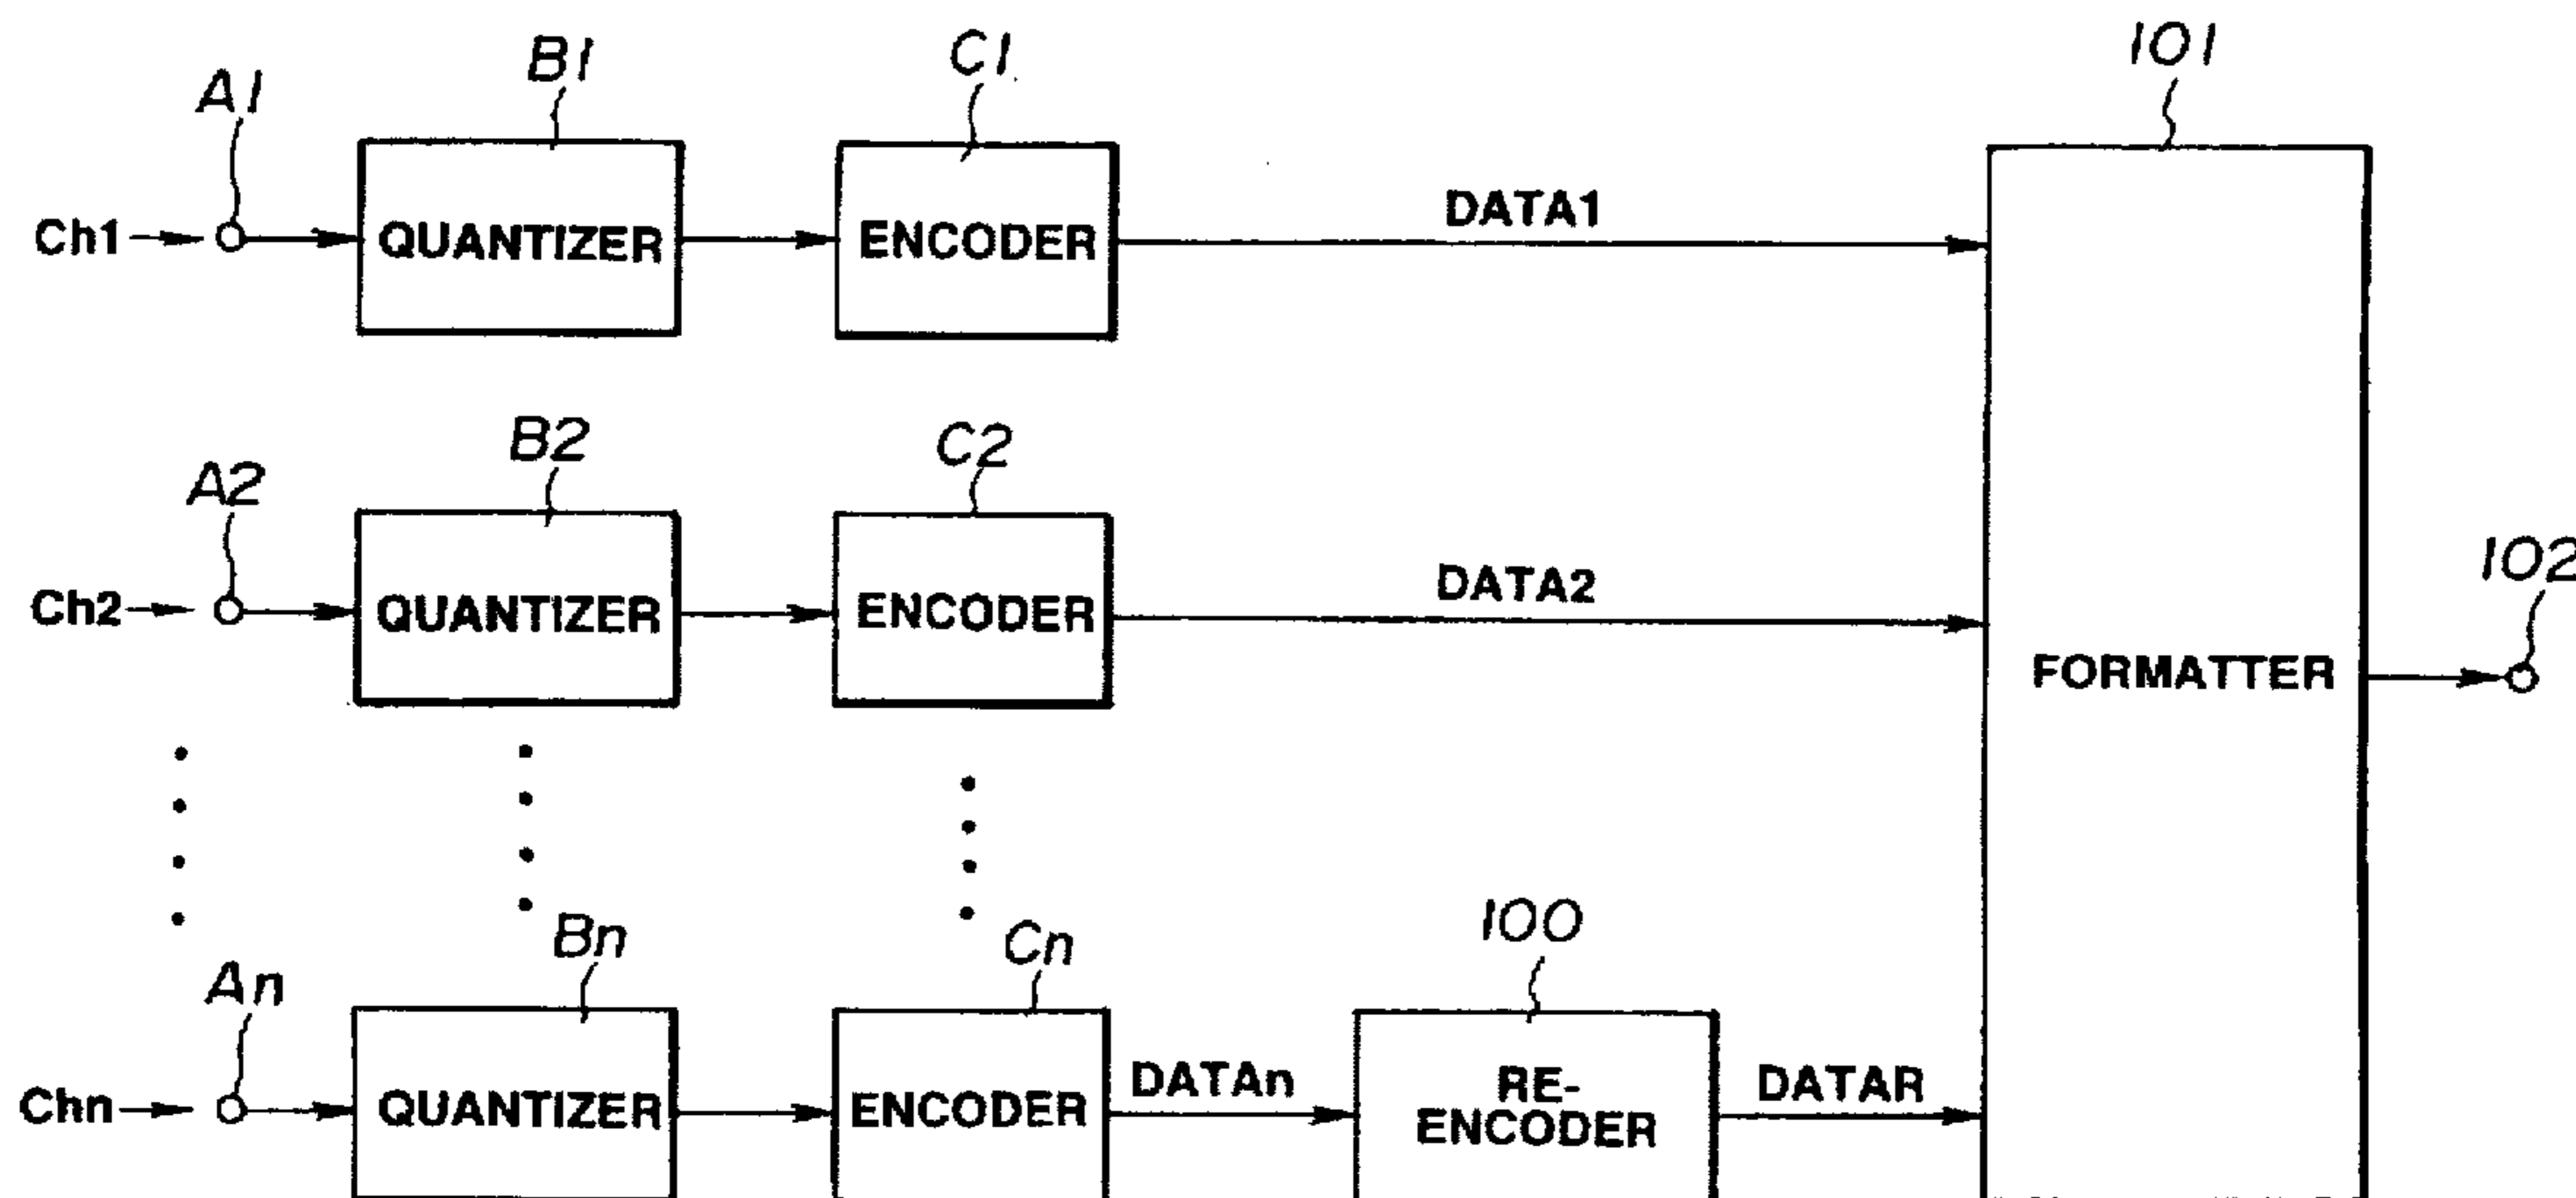 A1
B1
C1
101
Ch1
QUANTIZER
ENCODER
DATA1
A2
B2
C2
102
Ch2
QUANTIZER
ENCODER
DATA2
FORMATTER
An
Bn
Cn
100
Chn
QUANTIZER
ENCODER
DATAn
RE-
ENCODER
DATAR